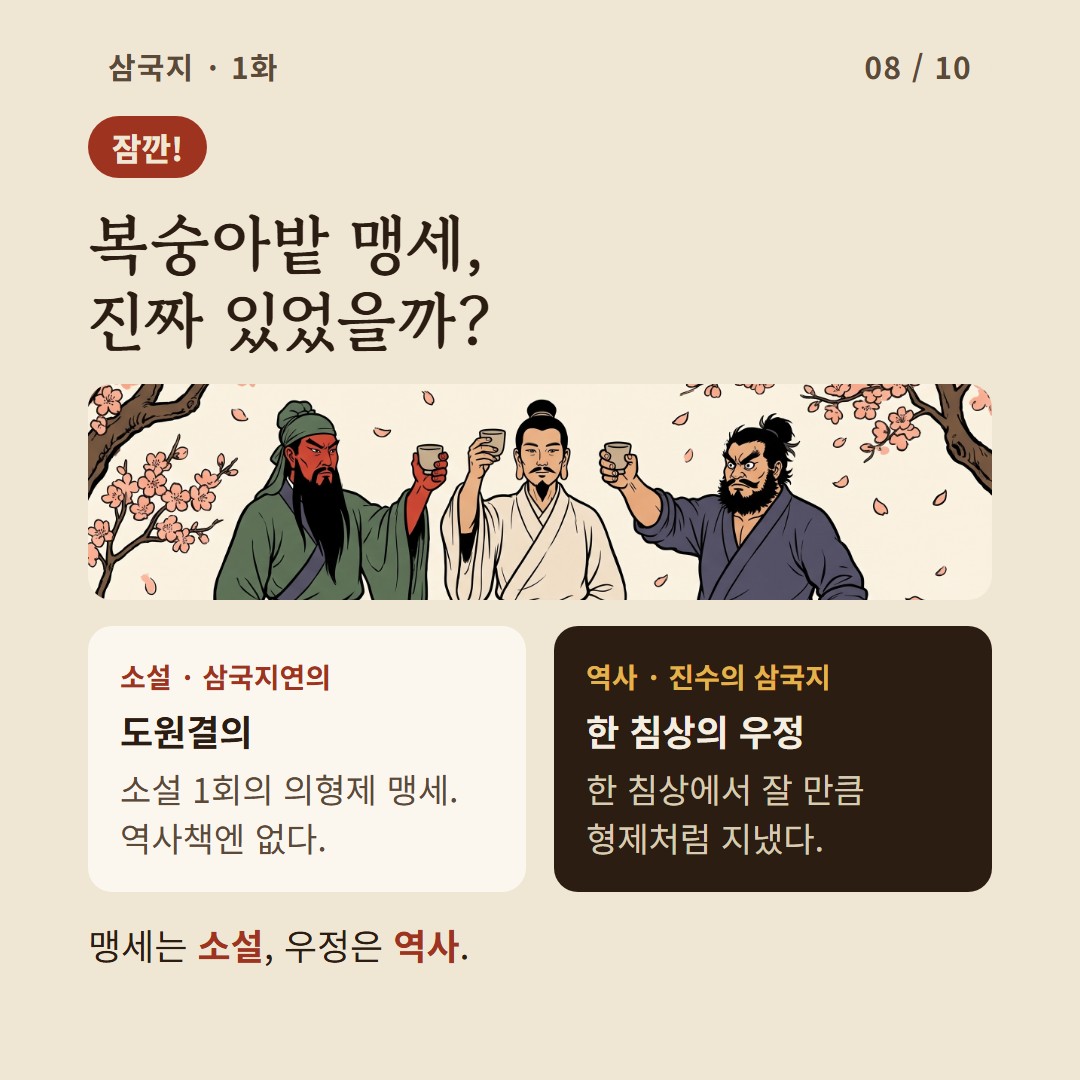 삼국지 · 1화
08 / 10
잠깐!
복숭아밭 맹세,
진짜 있었을까?
소설 · 삼국지연의
도원결의
소설 1회의 의형제 맹세.
역사책엔 없다.
역사 · 진수의 삼국지
한 침상의 우정
한 침상에서 잘 만큼
형제처럼 지냈다.
맹세는 소설, 우정은 역사.